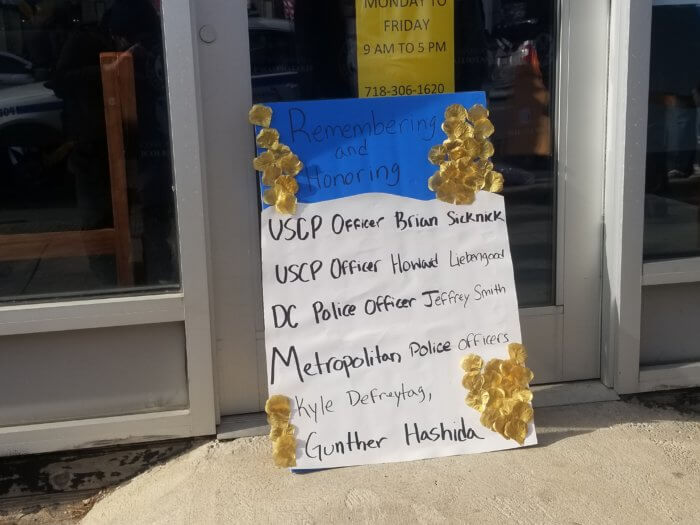 MONDAY TO
FRIDAY
9 AM TO 5 PM
718-306-1620
Remembering
and
Honoring
USCP Officer Brian Sicknick
USCP Officer Howard Liebengood
DC Police Officer Jeffrey Smith
Metropolitan Police officers
Kyle DeFreytag,
Gunther Hashida